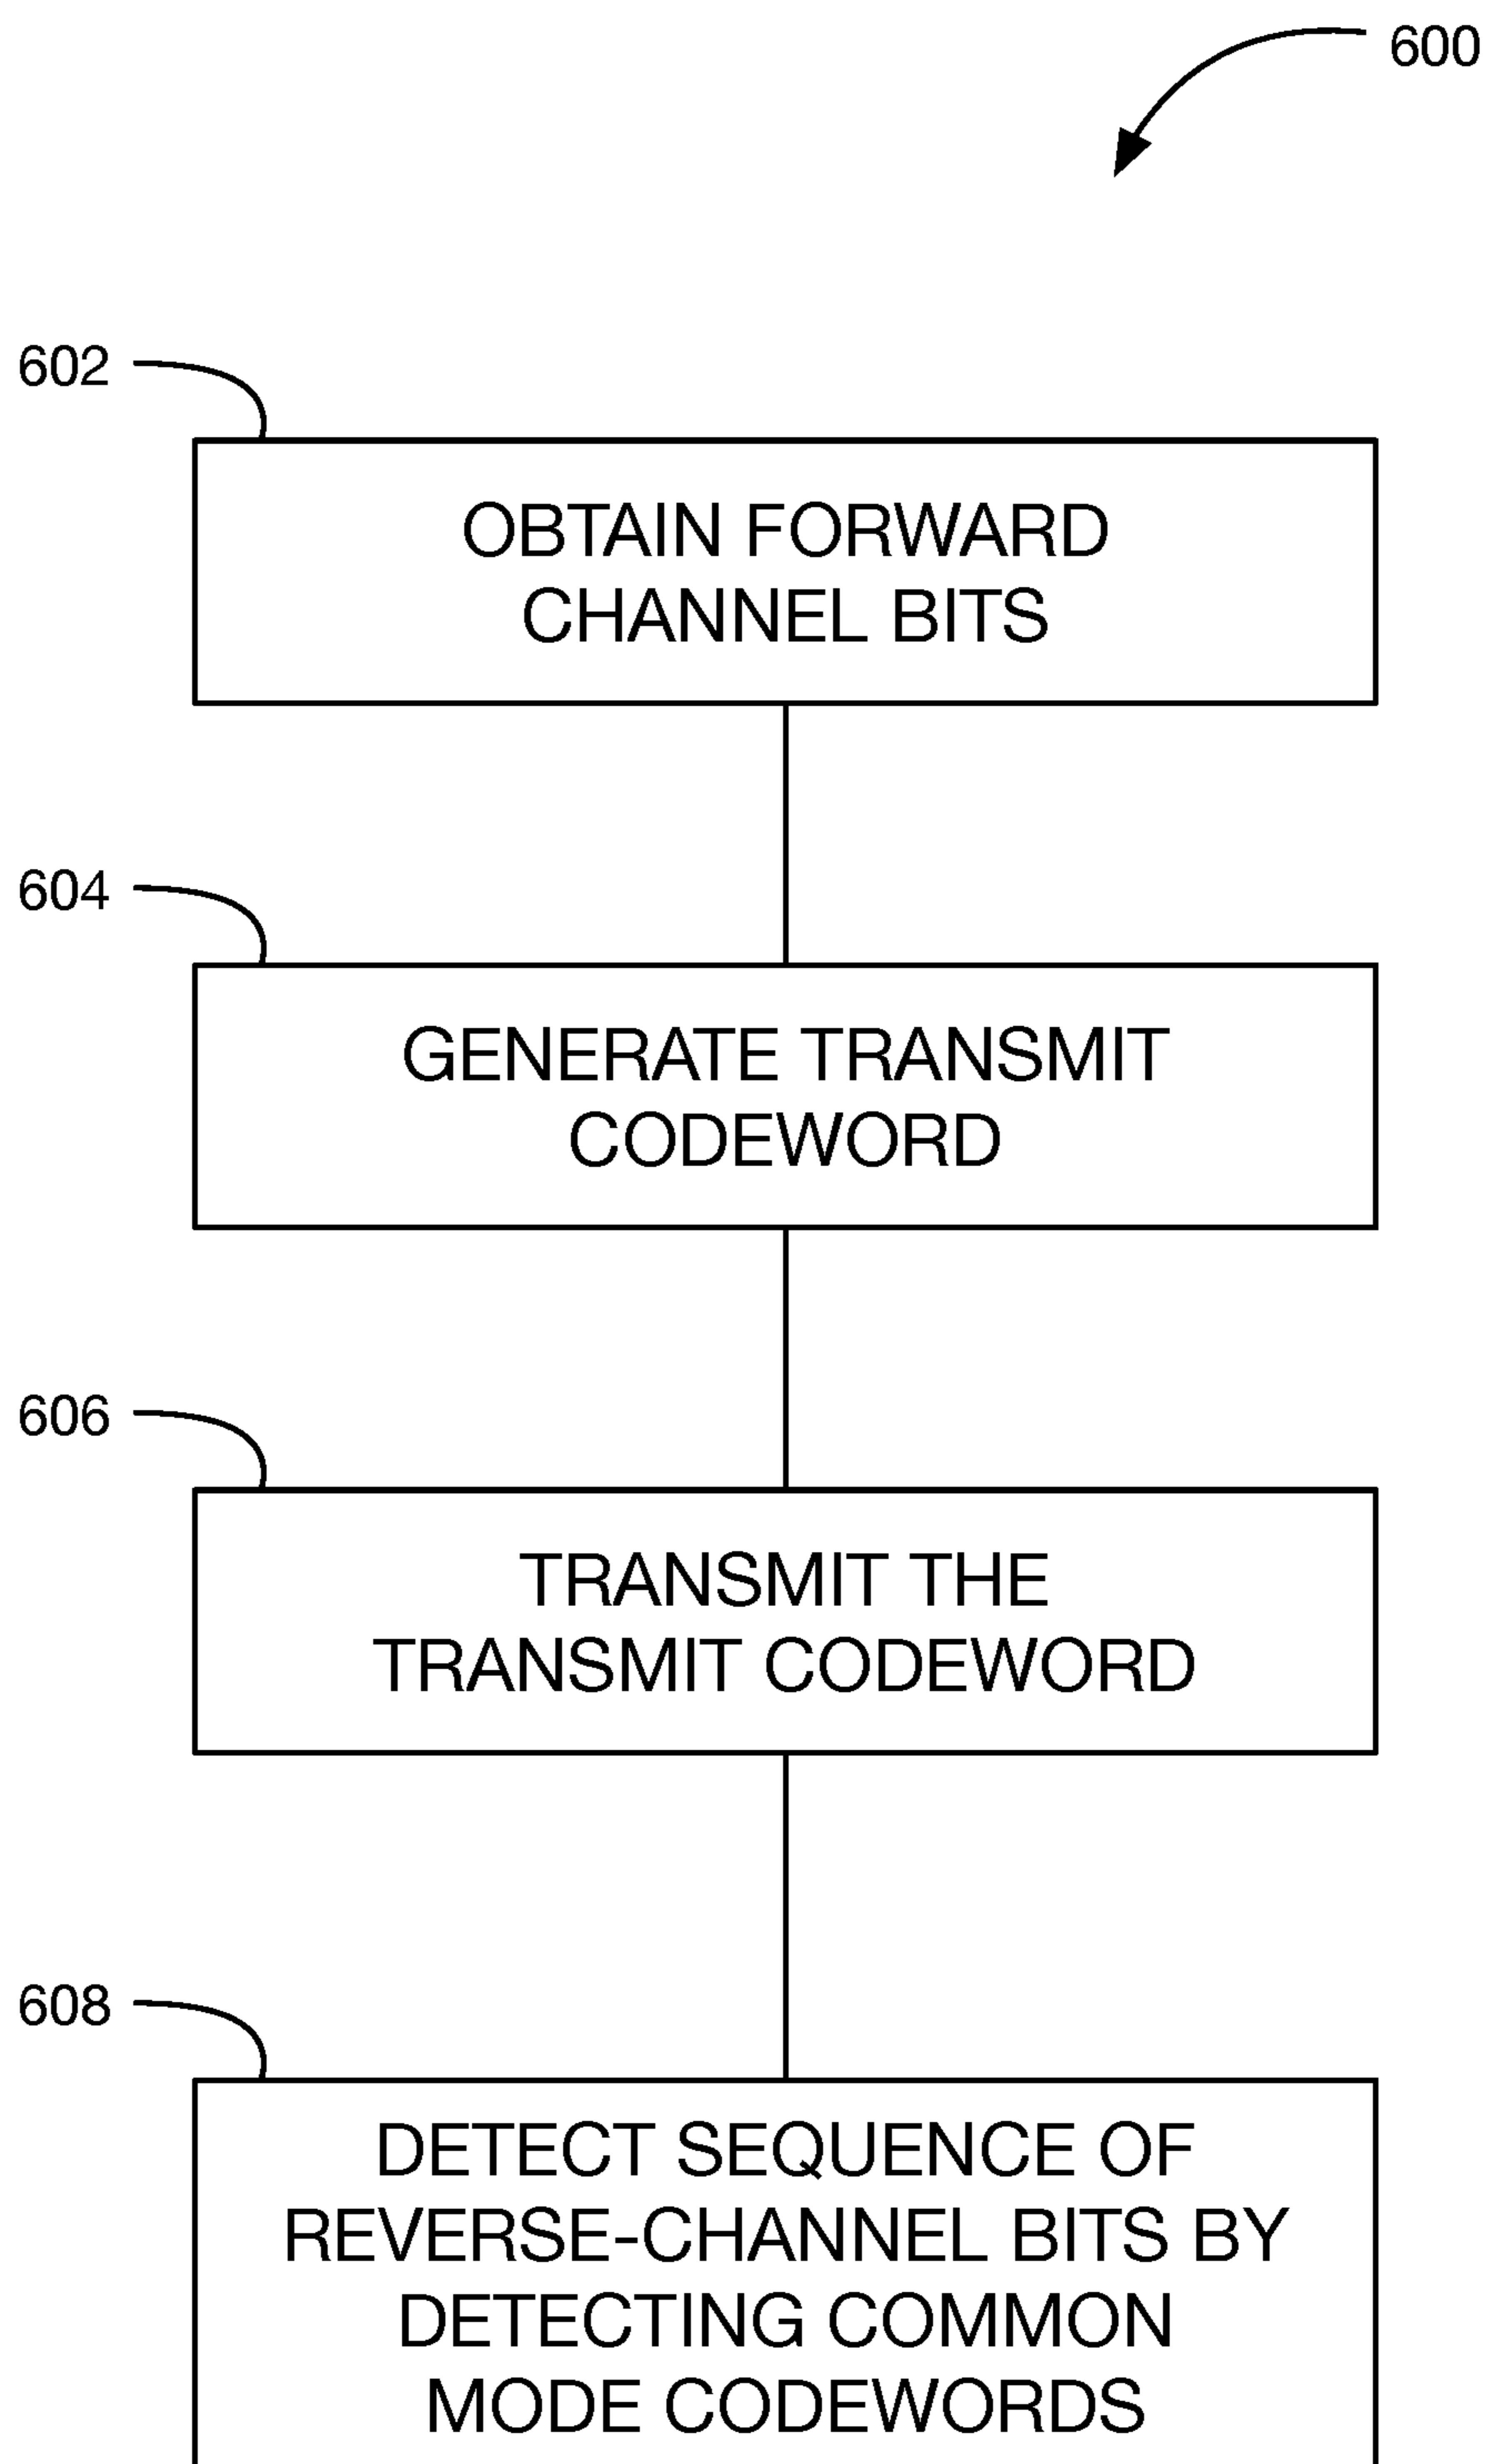 600
602
OBTAIN FORWARD
CHANNEL BITS
604
GENERATE TRANSMIT
CODEWORD
606
TRANSMIT THE
TRANSMIT CODEWORD
608
DETECT SEQUENCE OF
REVERSE-CHANNEL BITS BY
DETECTING COMMON
MODE CODEWORDS